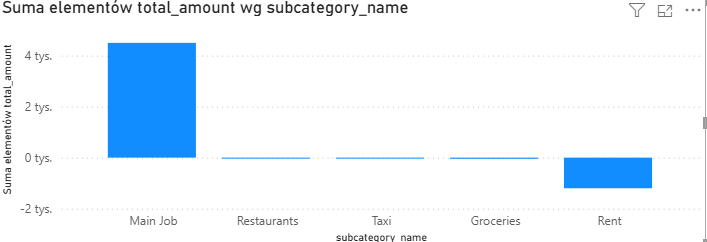 Suma elementów total_amount wg subcategory_name
Suma elementów total_amount
4 tys.
2 tys.
0 tys.
-2 tys.
Main Job
Restaurants
Taxi
Groceries
Rent
subcategory_name